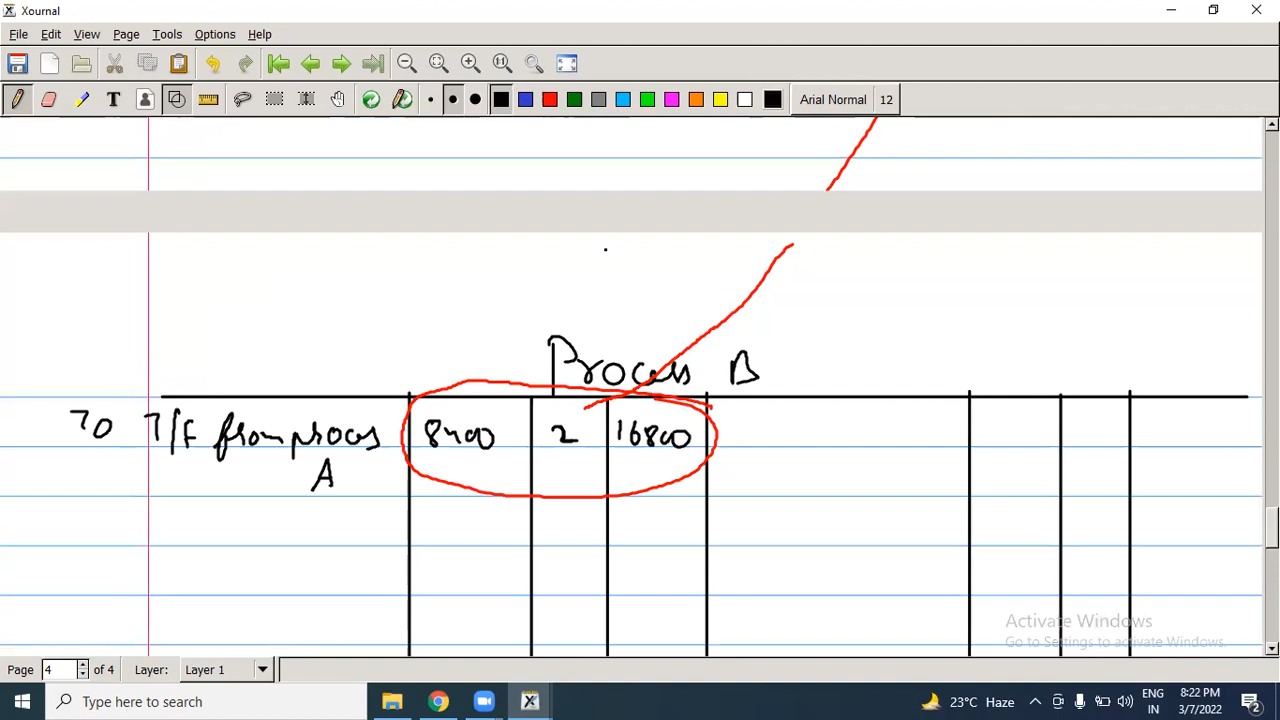 Xournal
File Edit View Page Tools Options Help
Arial Normal 12
Process B
To T/F from process 8400 2 16800
A
Activate Windows
Go to Settings to activate Windows.
Page 4 of 4 Layer: Layer 1
Type here to search
23°C Haze
ENG
IN
8:22 PM
3/7/2022
2